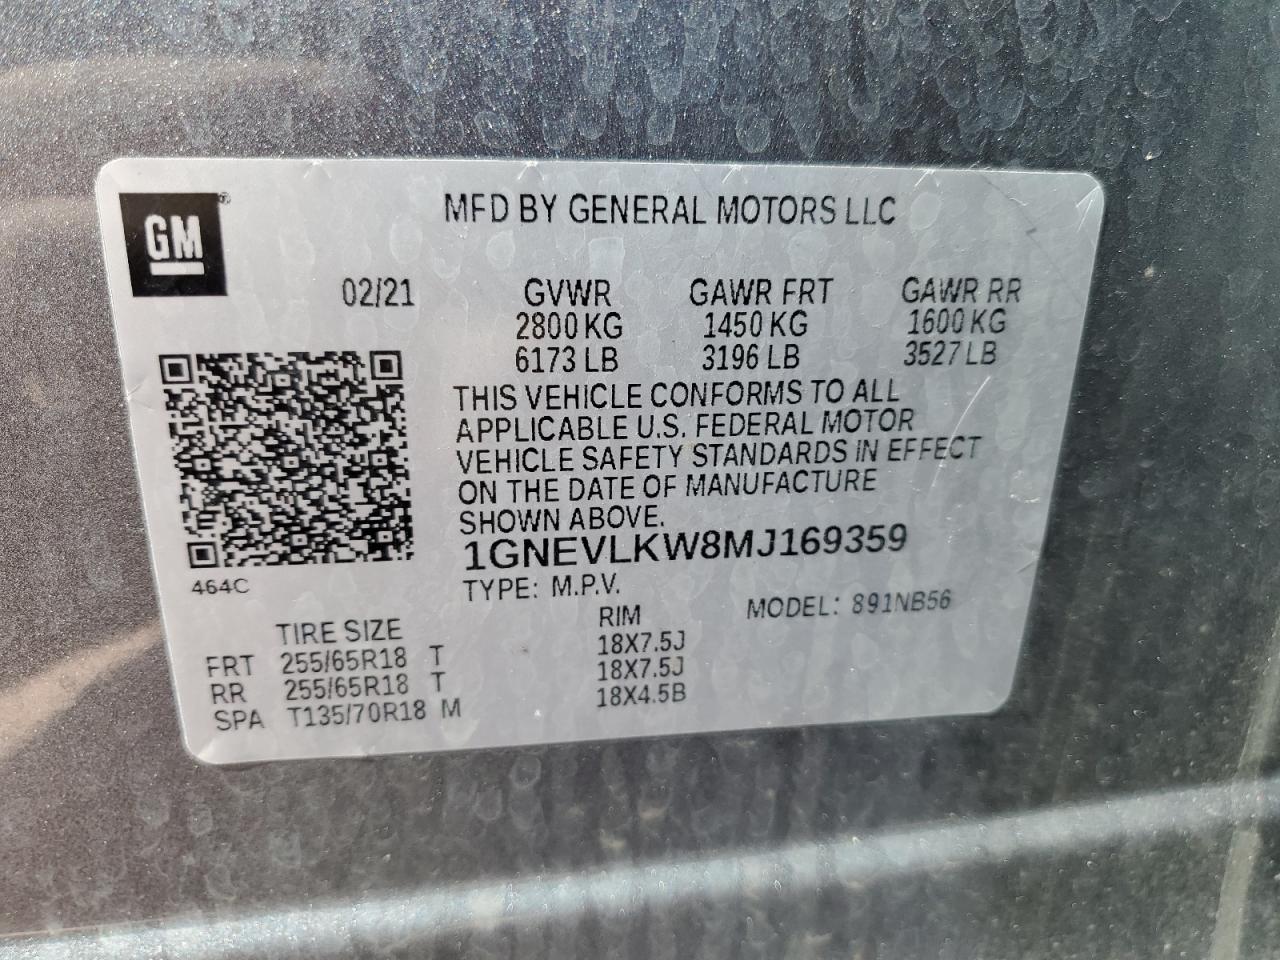 GM®
MFD BY GENERAL MOTORS LLC
02/21
GVWR GAWR FRT GAWR RR
2800 KG 1450 KG 1600 KG
6173 LB 3196 LB 3527 LB
THIS VEHICLE CONFORMS TO ALL
APPLICABLE U.S. FEDERAL MOTOR
VEHICLE SAFETY STANDARDS IN EFFECT
ON THE DATE OF MANUFACTURE
SHOWN ABOVE.
1GNEVLKW8MJ169359
464C
TYPE: M.P.V. MODEL: 891NB56
TIRE SIZE RIM
FRT 255/65R18 T 18X7.5J
RR 255/65R18 T 18X7.5J
SPA T135/70R18 M 18X4.5B